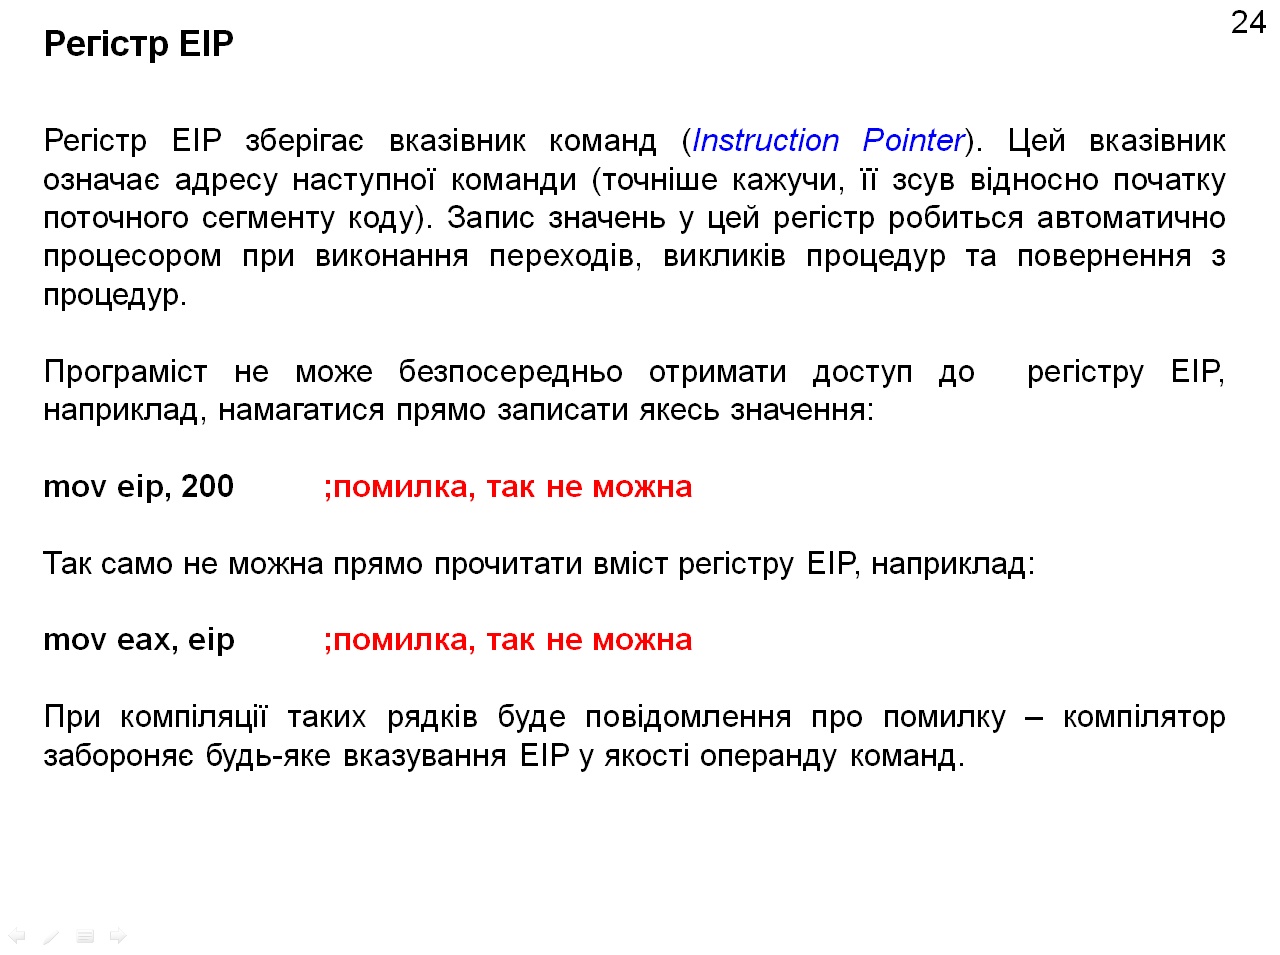 24
Регістр EIP
Регістр EIP зберігає вказівник команд (Instruction Pointer). Цей вказівник
означає адресу наступної команди (точніше кажучи, її зсув відносно початку
поточного сегменту коду). Запис значень у цей регістр робиться автоматично
процесором при виконання переходів, викликів процедур та повернення з
процедур.
Програміст не може безпосередньо отримати доступ до регістру EIP,
наприклад, намагатися прямо записати якесь значення:
mov eip, 200 ;помилка, так не можна
Так само не можна прямо прочитати вміст регістру EIP, наприклад:
mov eax, eip ;помилка, так не можна
При компіляції таких рядків буде повідомлення про помилку – компілятор
забороняє будь-яке вказування EIP у якості операнду команд.